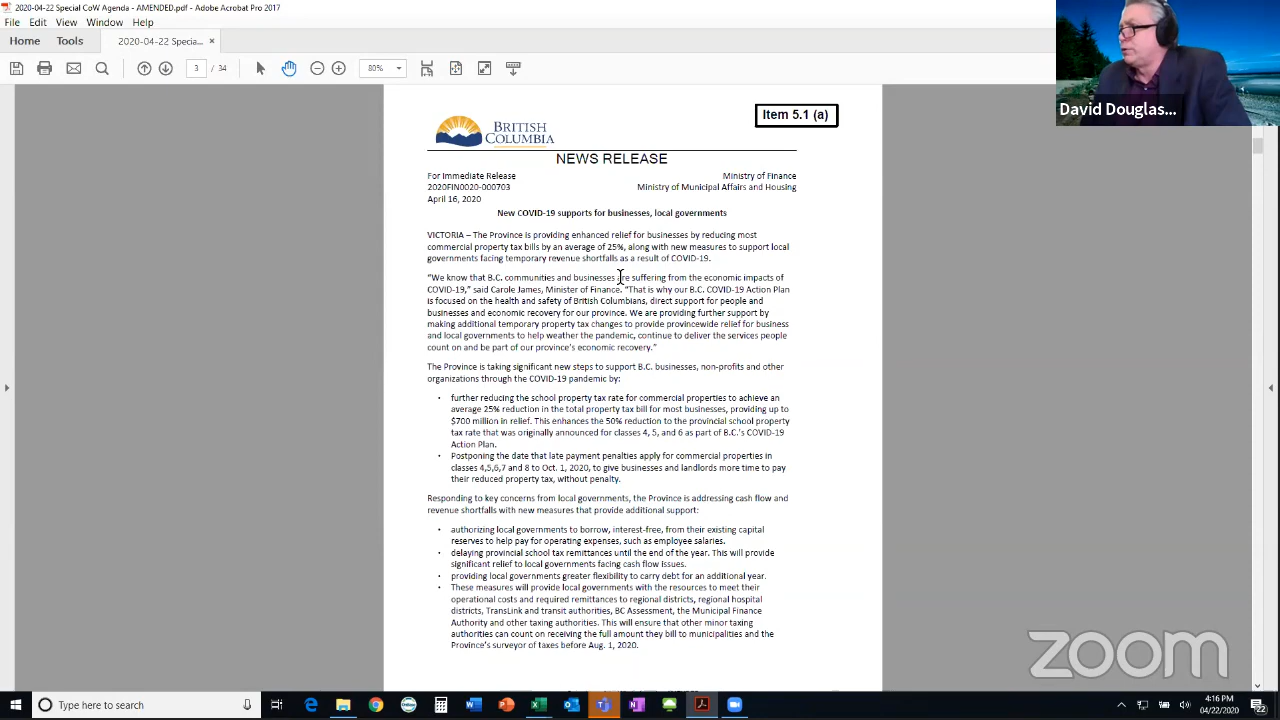 2020-04-22 Special CoW Agenda - AMENDED.pdf - Adobe Acrobat Pro 2017
File Edit View Window Help
Home Tools 2020-04-22 Specia... ×
3 / 34 80%
David Douglas...
Item 5.1 (a)
BRITISH
COLUMBIA
NEWS RELEASE
For Immediate Release Ministry of Finance
2020FIN0020-000703 Ministry of Municipal Affairs and Housing
April 16, 2020
New COVID-19 supports for businesses, local governments
VICTORIA – The Province is providing enhanced relief for businesses by reducing most
commercial property tax bills by an average of 25%, along with new measures to support local
governments facing temporary revenue shortfalls as a result of COVID-19.
“We know that B.C. communities and businesses are suffering from the economic impacts of
COVID-19,” said Carole James, Minister of Finance. “That is why our B.C. COVID-19 Action Plan
is focused on the health and safety of British Columbians, direct support for people and
businesses and economic recovery for our province. We are providing further support by
making additional temporary property tax changes to provide provincewide relief for business
and local governments to help weather the pandemic, continue to deliver the services people
count on and be part of our province’s economic recovery.”
The Province is taking significant new steps to support B.C. businesses, non-profits and other
organizations through the COVID-19 pandemic by:
• further reducing the school property tax rate for commercial properties to achieve an
average 25% reduction in the total property tax bill for most businesses, providing up to
$700 million in relief. This enhances the 50% reduction to the provincial school property
tax rate that was originally announced for classes 4, 5, and 6 as part of B.C.’s COVID-19
Action Plan.
• Postponing the date that late payment penalties apply for commercial properties in
classes 4,5,6,7 and 8 to Oct. 1, 2020, to give businesses and landlords more time to pay
their reduced property tax, without penalty.
Responding to key concerns from local governments, the Province is addressing cash flow and
revenue shortfalls with new measures that provide additional support:
• authorizing local governments to borrow, interest-free, from their existing capital
reserves to help pay for operating expenses, such as employee salaries.
• delaying provincial school tax remittances until the end of the year. This will provide
significant relief to local governments facing cash flow issues.
• providing local governments greater flexibility to carry debt for an additional year.
• These measures will provide local governments with the resources to meet their
operational costs and required remittances to regional districts, regional hospital
districts, TransLink and transit authorities, BC Assessment, the Municipal Finance
Authority and other taxing authorities. This will ensure that other minor taxing
authorities can count on receiving the full amount they bill to municipalities and the
Province’s surveyor of taxes before Aug. 1, 2020.
zoom
Type here to search
4:16 PM
04/22/2020